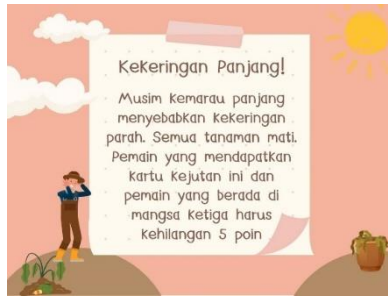 Kekeringan Panjang!
Musim kemarau panjang
menyebabkan kekeringan
parah. Semua tanaman mati.
Pemain yang mendapatkan
kartu kejutan ini dan
pemain yang berada di
mangsa ketiga harus
kehilangan 5 poin